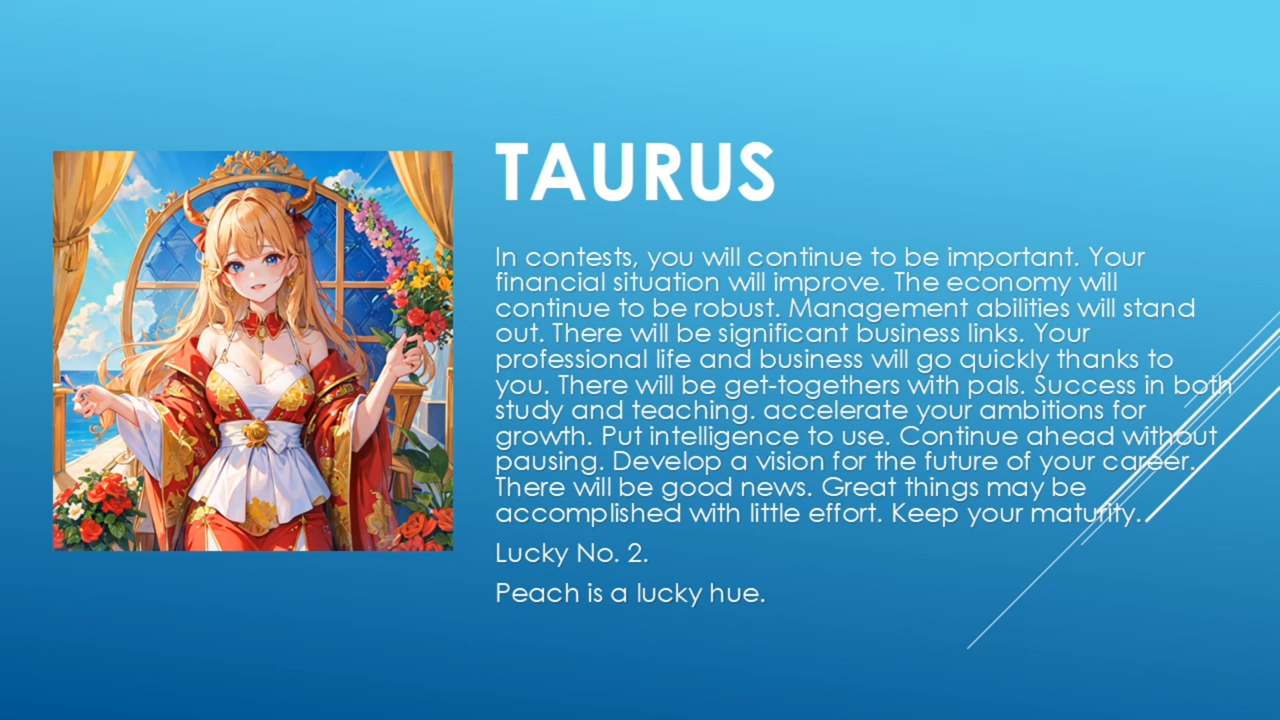 TAURUS
In contests, you will continue to be important. Your
financial situation will improve. The economy will
continue to be robust. Management abilities will stand
out. There will be significant business links. Your
professional life and business will go quickly thanks to
you. There will be get-togethers with pals. Success in both
study and teaching. accelerate your ambitions for
growth. Put intelligence to use. Continue ahead without
pausing. Develop a vision for the future of your career.
There will be good news. Great things may be
accomplished with little effort. Keep your maturity.
Lucky No. 2.
Peach is a lucky hue.